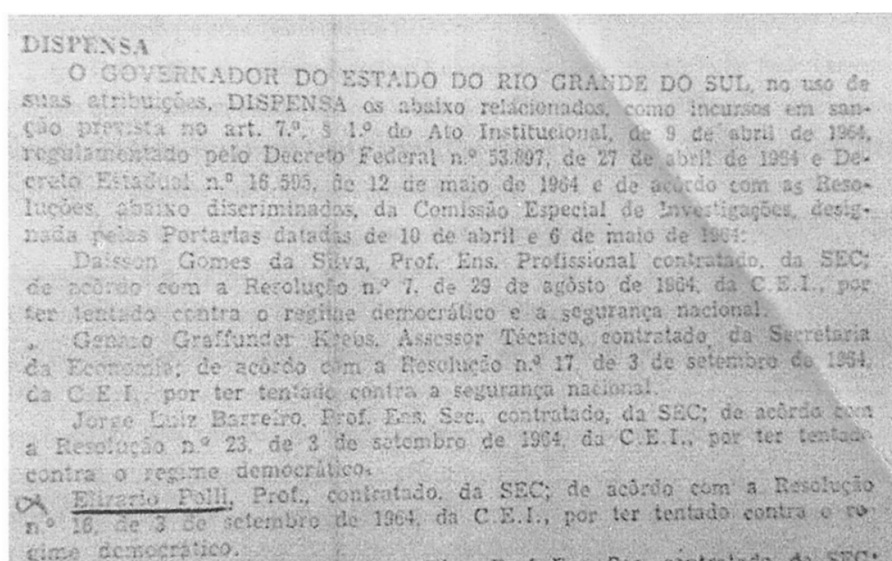 DISPENSA
O GOVERNADOR DO ESTADO DO RIO GRANDE DO SUL, no uso de
suas atribuições, DISPENSA os abaixo relacionados, como incursos em san-
ção prevista no art. 7.º, § 1.º do Ato Institucional, de 9 de abril de 1964,
regulamentado pelo Decreto Federal n.º 53.897, de 27 de abril de 1964 e De-
creto Estadual n.º 16.595, de 12 de maio de 1964 e de acôrdo com as Reso-
luções, abaixo discriminadas, da Comissão Especial de Investigações, desig-
nada pelas Portarias datadas de 10 de abril e 6 de maio de 1964:
Daisson Gomes da Silva, Prof. Ens. Profissional contratado, da SEC;
de acôrdo com a Resolução n.º 7, de 29 de agôsto de 1964, da C.E.I., por
ter tentado contra o regime democrático e a segurança nacional.
Genaro Graffunder Krebs, Assessor Técnico, contratado, da Secretaria
da Economia; de acôrdo com a Resolução n.º 17, de 3 de setembro de 1964,
da C.E.I., por ter tentado contra a segurança nacional.
Jorge Luiz Barreiro, Prof. Ens. Sec., contratado, da SEC; de acôrdo com
a Resolução n.º 23, de 3 de setembro de 1964, da C.E.I., por ter tentado
contra o regime democrático.
Elizario Polli, Prof., contratado, da SEC; de acôrdo com a Resolução
n.º 16, de 3 de setembro de 1964, da C.E.I., por ter tentado contra o re-
gime democrático.
contratado, da SEC;